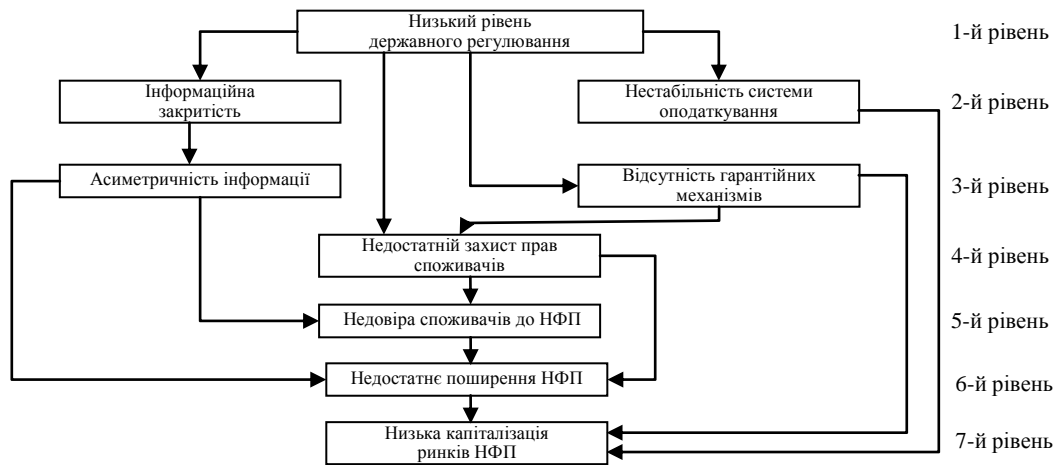 Низький рівень
державного регулювання
1-й рівень
Інформаційна
закритість
Нестабільність системи
оподаткування
2-й рівень
Асиметричність інформації
Відсутність гарантійних
механізмів
3-й рівень
Недостатній захист прав
споживачів
4-й рівень
Недовіра споживачів до НФП
5-й рівень
Недостатнє поширення НФП
6-й рівень
Низька капіталізація
ринків НФП
7-й рівень